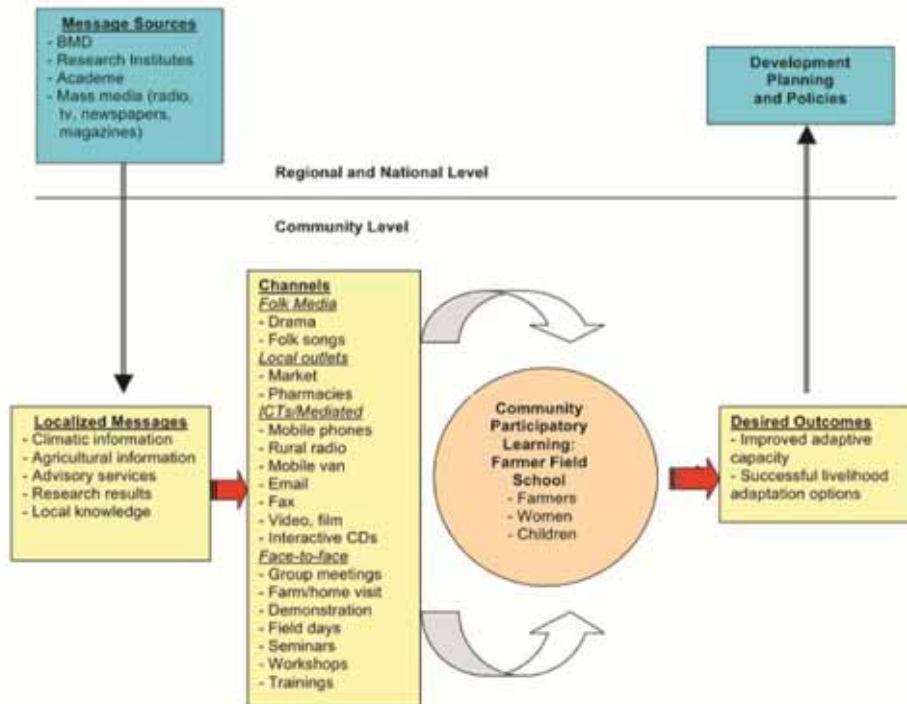 Message Sources
- BMD
- Research Institutes
- Academe
- Mass media (radio,
tv, newspapers,
magazines)
Development
Planning
and Policies
Regional and National Level
Community Level
Localized Messages
- Climatic information
- Agricultural information
- Advisory services
- Research results
- Local knowledge
Channels
Folk Media
- Drama
- Folk songs
Local outlets
- Market
- Pharmacies
ICTs/Mediated
- Mobile phones
- Rural radio
- Mobile van
- Email
- Fax
- Video, film
- Interactive CDs
Face-to-face
- Group meetings
- Farm/home visit
- Demonstration
- Field days
- Seminars
- Workshops
- Trainings
Community
Participatory
Learning:
Farmer Field
School
- Farmers
- Women
- Children
Desired Outcomes
- Improved adaptive
capacity
- Successful livelihood
adaptation options